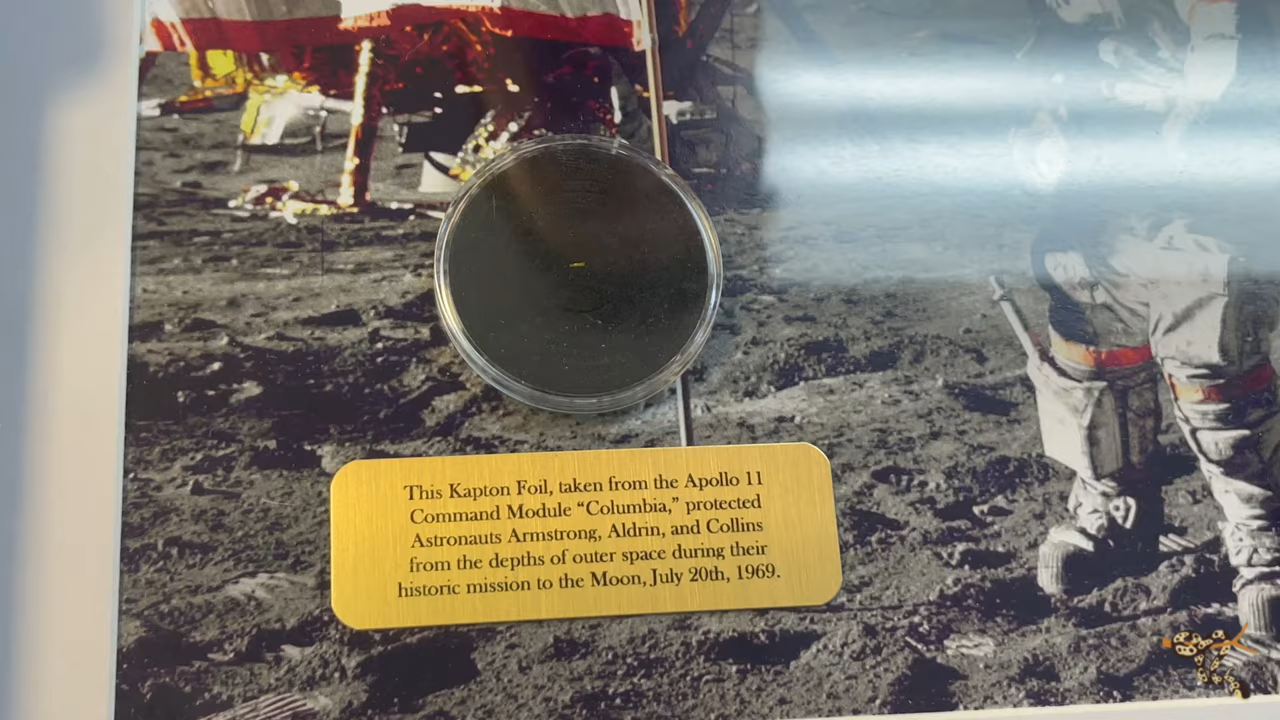 This Kapton Foil, taken from the Apollo 11
Command Module “Columbia,” protected
Astronauts Armstrong, Aldrin, and Collins
from the depths of outer space during their
historic mission to the Moon, July 20th, 1969.